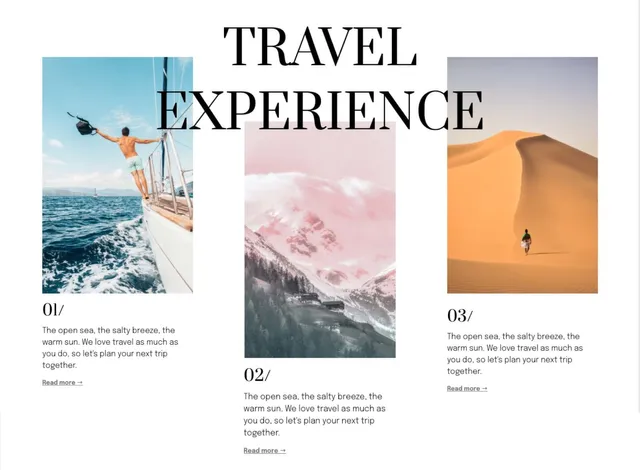 TRAVEL
EXPERIENCE
01/
The open sea, the salty breeze, the
warm sun. We love travel as much as
you do, so let's plan your next trip
together.
Read more →
02/
The open sea, the salty breeze, the
warm sun. We love travel as much as
you do, so let's plan your next trip
together.
Read more →
03/
The open sea, the salty breeze, the
warm sun. We love travel as much as
you do, so let's plan your next trip
together.
Read more →